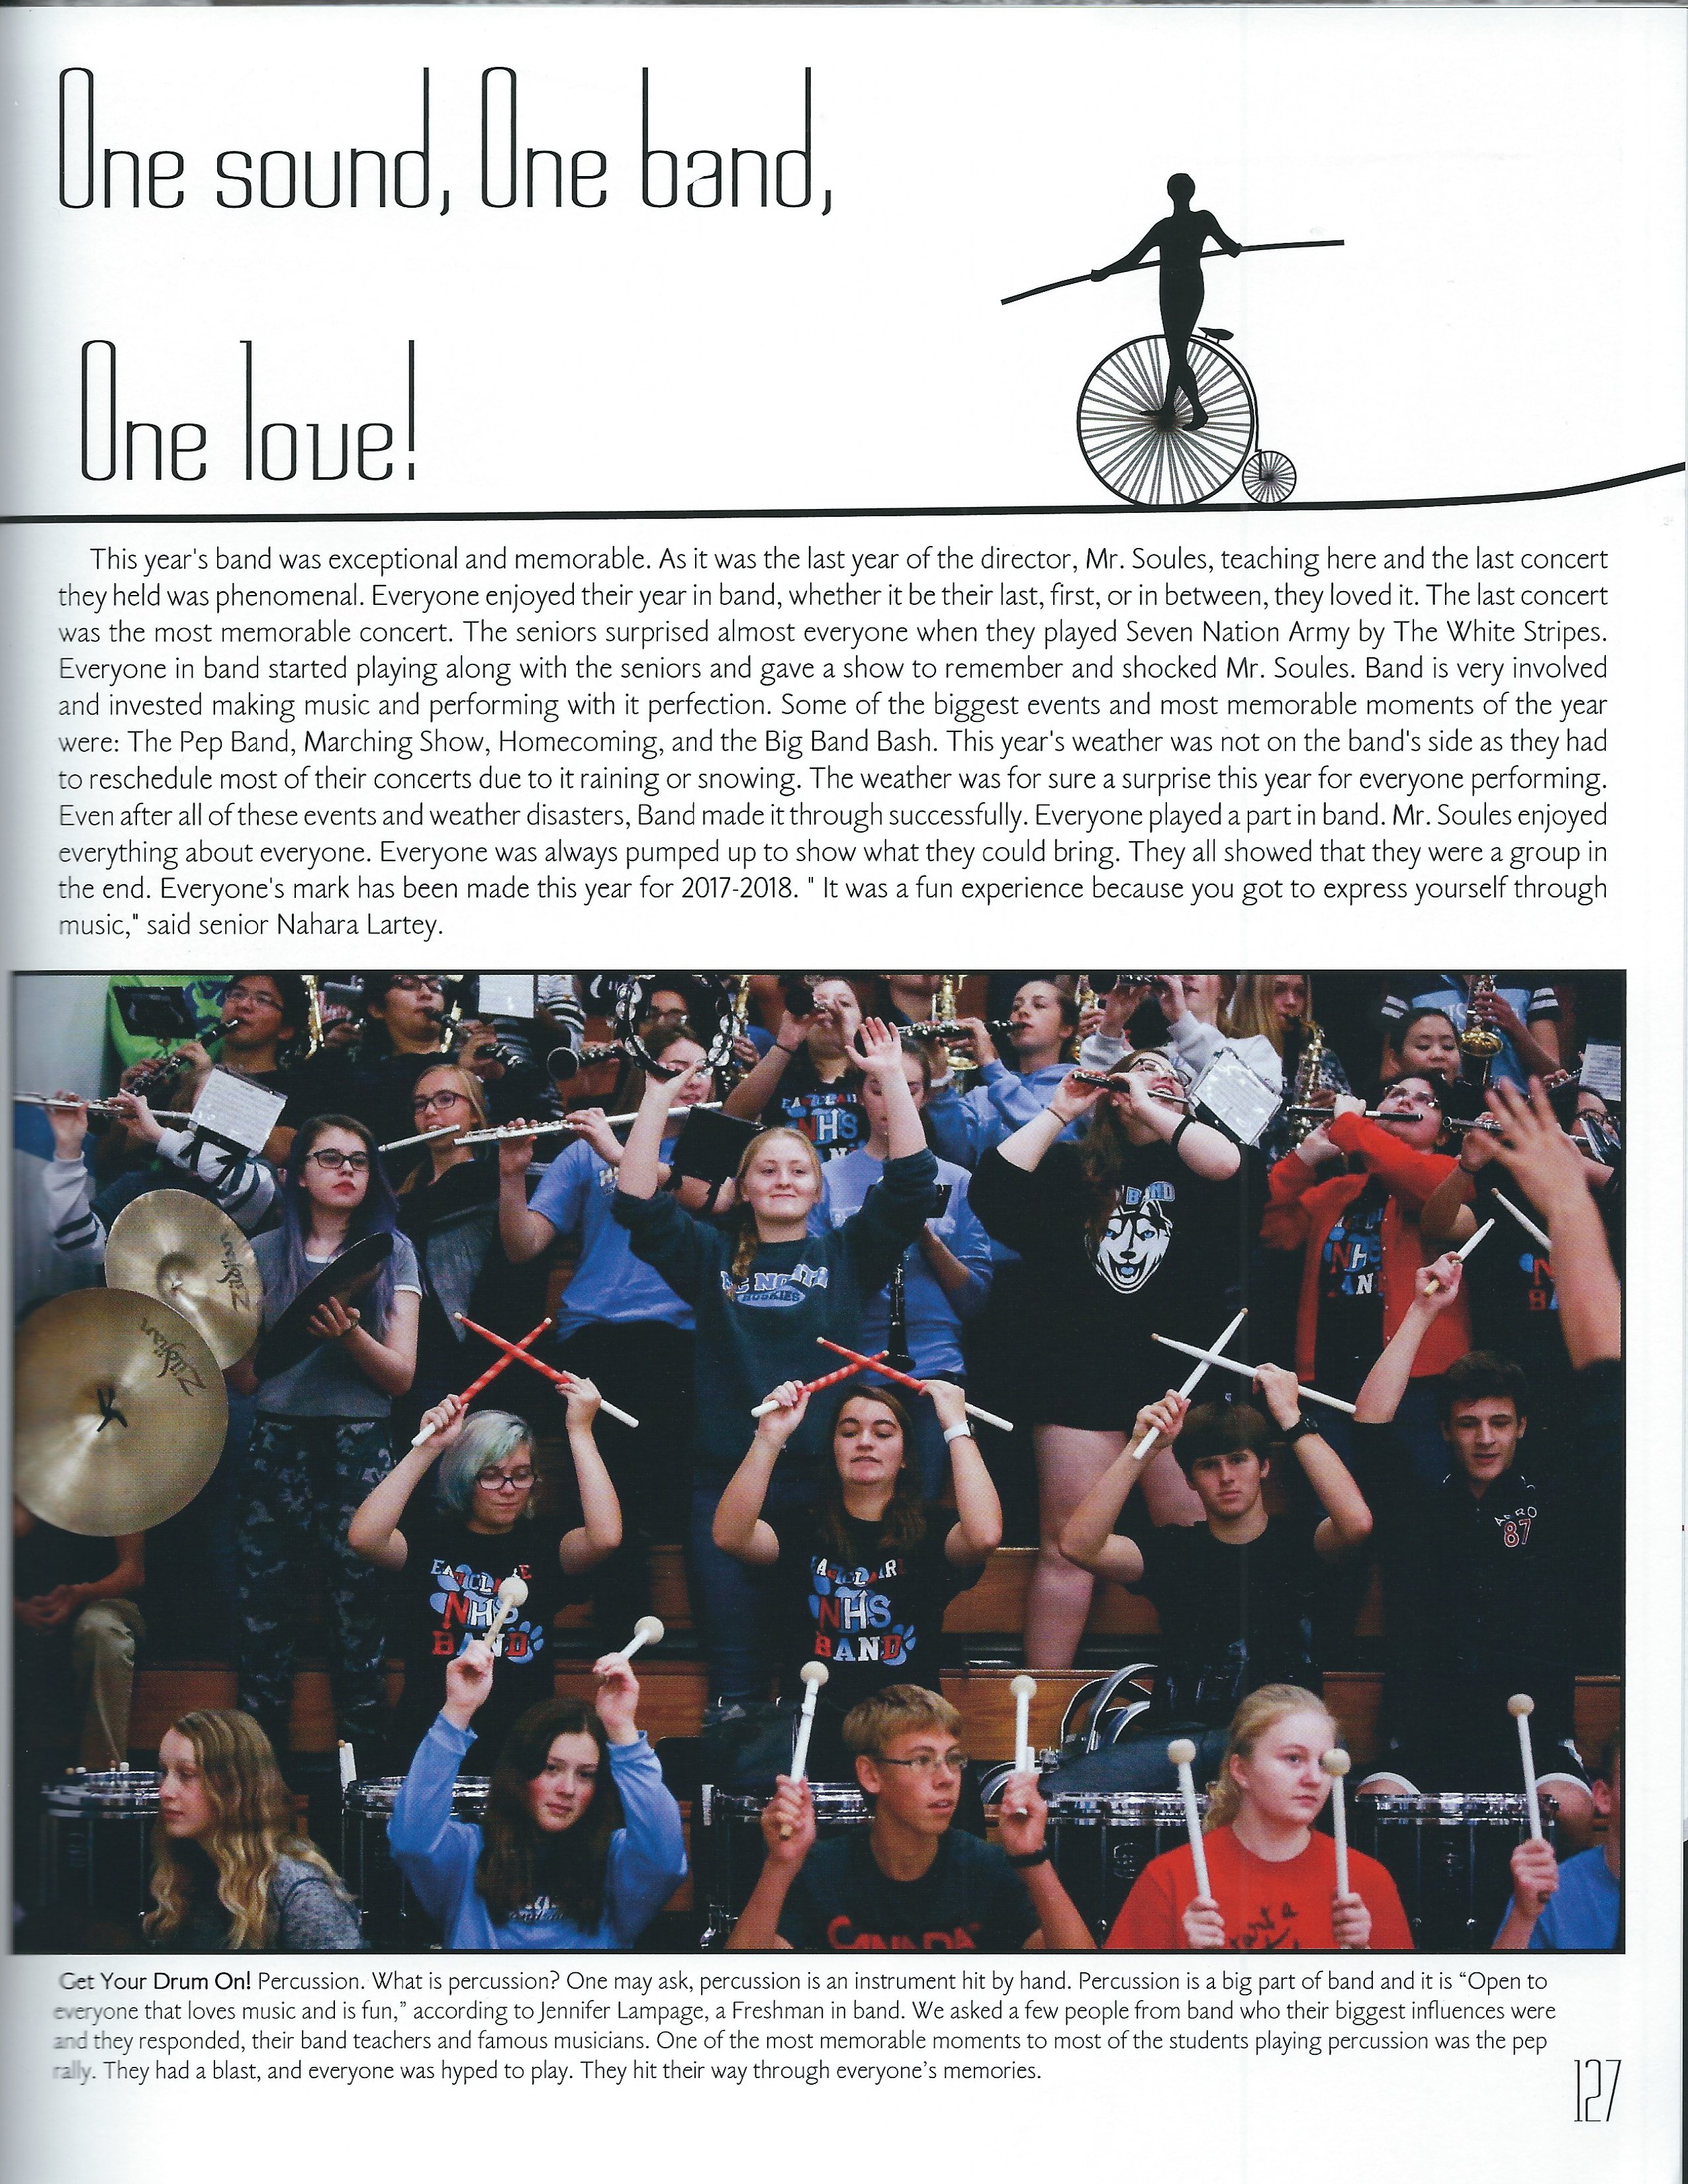 One sound, One band,
One love!
This year's band was exceptional and memorable. As it was the last year of the director, Mr. Soules, teaching here and the last concert
they held was phenomenal. Everyone enjoyed their year in band, whether it be their last, first, or in between, they loved it. The last concert
was the most memorable concert. The seniors surprised almost everyone when they played Seven Nation Army by The White Stripes.
Everyone in band started playing along with the seniors and gave a show to remember and shocked Mr. Soules. Band is very involved
and invested making music and performing with it perfection. Some of the biggest events and most memorable moments of the year
were: The Pep Band, Marching Show, Homecoming, and the Big Band Bash. This year's weather was not on the band's side as they had
to reschedule most of their concerts due to it raining or snowing. The weather was for sure a surprise this year for everyone performing.
Even after all of these events and weather disasters, Band made it through successfully. Everyone played a part in band. Mr. Soules enjoyed
everything about everyone. Everyone was always pumped up to show what they could bring. They all showed that they were a group in
the end. Everyone's mark has been made this year for 2017-2018. " It was a fun experience because you got to express yourself through
music," said senior Nahara Lartey.
NHS
BAND
Zildjian
Zildjian
HUSKIES
NHS
BAND
NHS
BAND
AERO
87
CANADA
Get Your Drum On! Percussion. What is percussion? One may ask, percussion is an instrument hit by hand. Percussion is a big part of band and it is “Open to
everyone that loves music and is fun,” according to Jennifer Lampage, a Freshman in band. We asked a few people from band who their biggest influences were
and they responded, their band teachers and famous musicians. One of the most memorable moments to most of the students playing percussion was the pep
rally. They had a blast, and everyone was hyped to play. They hit their way through everyone’s memories.
127